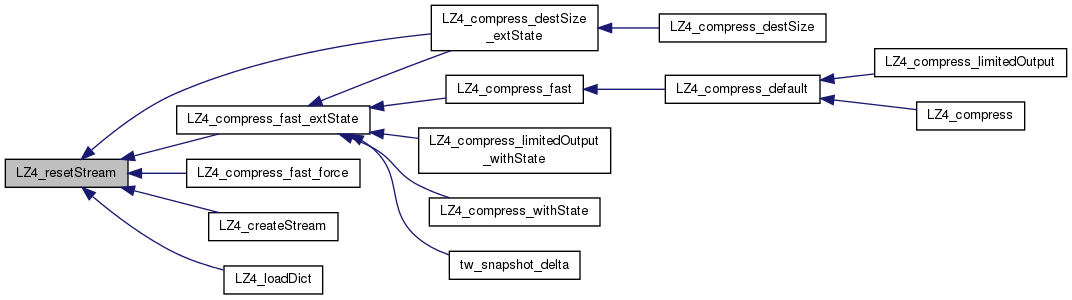 LZ4_compress_destSize
_extState
LZ4_compress_destSize
LZ4_compress_limitedOutput
LZ4_compress_fast
LZ4_compress_default
LZ4_compress
LZ4_compress_fast_extState
LZ4_compress_limitedOutput
_withState
LZ4_resetStream
LZ4_compress_fast_force
LZ4_compress_withState
LZ4_createStream
tw_snapshot_delta
LZ4_loadDict